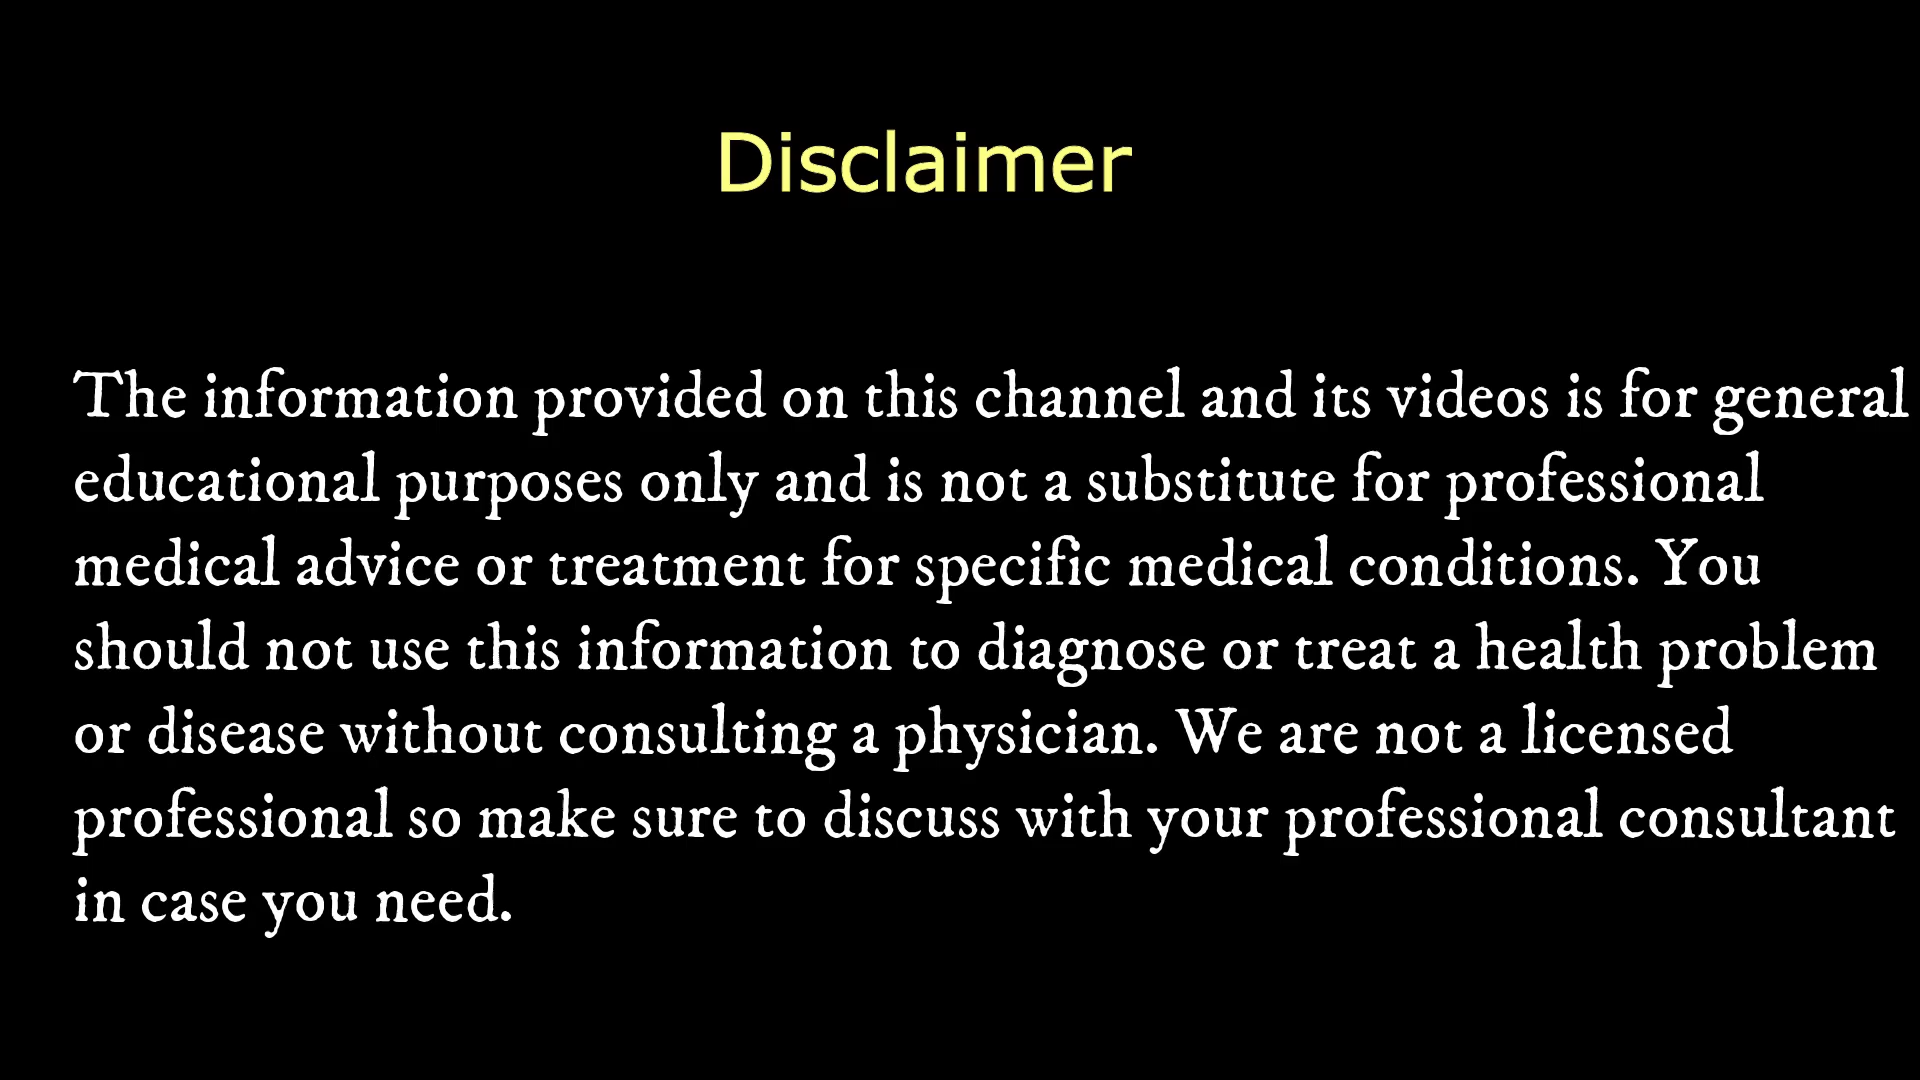 Disclaimer
The information provided on this channel and its videos is for general
educational purposes only and is not a substitute for professional
medical advice or treatment for specific medical conditions. You
should not use this information to diagnose or treat a health problem
or disease without consulting a physician. We are not a licensed
professional so make sure to discuss with your professional consultant
in case you need.